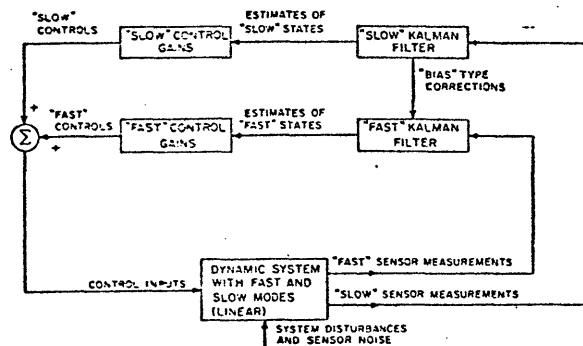 "SLOW"
CONTROLS
"SLOW" CONTROL
GAINS
ESTIMATES OF
"SLOW" STATES
"SLOW" KALMAN
FILTER
"BIAS" TYPE
CORRECTIONS
+
"FAST"
CONTROLS
Σ
+
"FAST" CONTROL
GAINS
ESTIMATES OF
"FAST" STATES
"FAST" KALMAN
FILTER
CONTROL INPUTS
DYNAMIC SYSTEM
WITH FAST AND
SLOW MODES
(LINEAR)
"FAST" SENSOR MEASUREMENTS
"SLOW" SENSOR MEASUREMENTS
SYSTEM DISTURBANCES
AND SENSOR NOISE